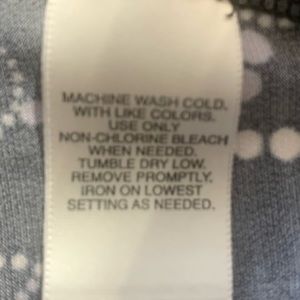 MACHINE WASH COLD,
WITH LIKE COLORS.
USE ONLY
NON-CHLORINE BLEACH
WHEN NEEDED.
TUMBLE DRY LOW.
REMOVE PROMPTLY.
IRON ON LOWEST
SETTING AS NEEDED.